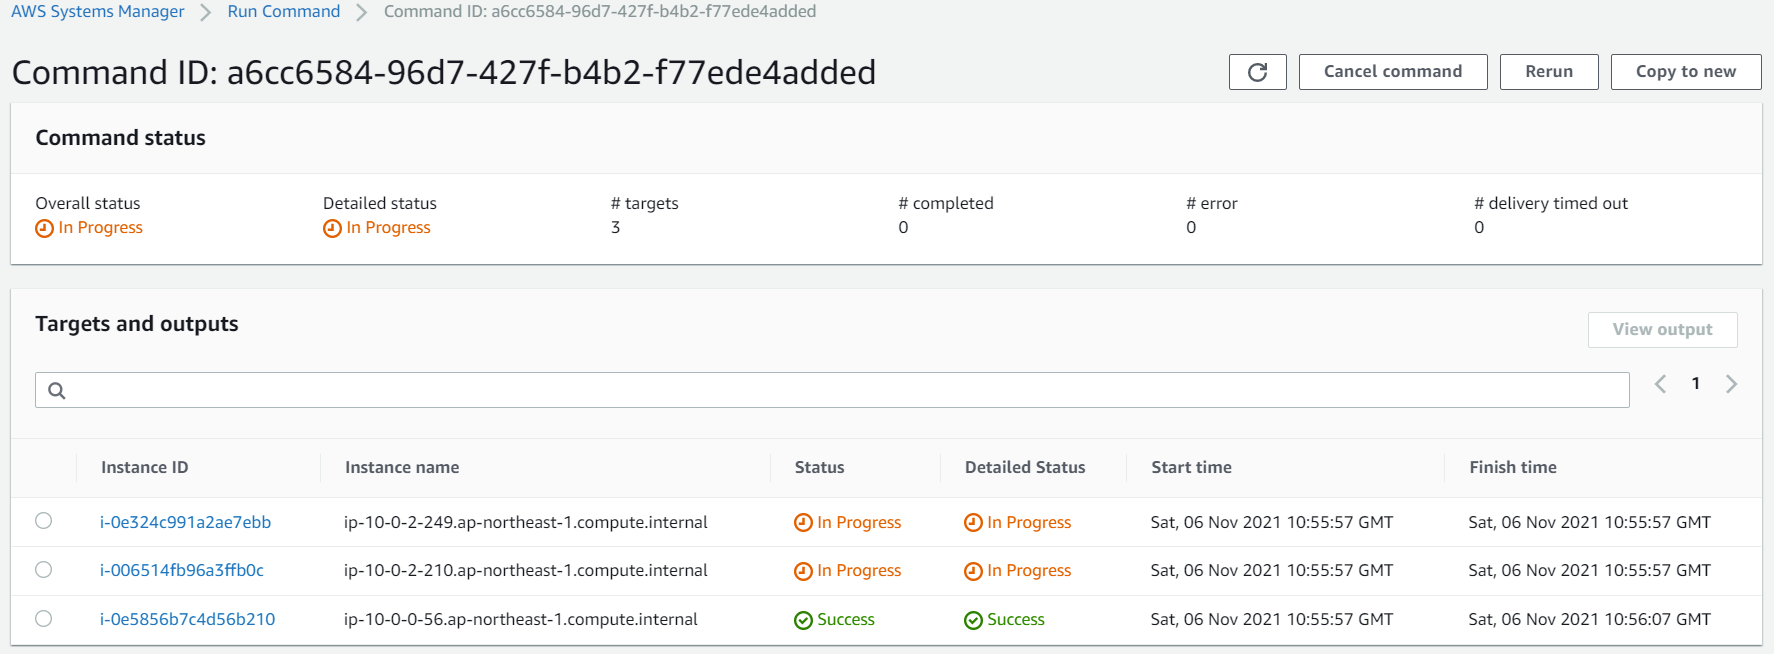 AWS Systems Manager > Run Command > Command ID: a6cc6584-96d7-427f-b4b2-f77ede4added
Command ID: a6cc6584-96d7-427f-b4b2-f77ede4added
Cancel command
Rerun
Copy to new
Command status
Overall status
In Progress
Detailed status
In Progress
# targets
3
# completed
0
# error
0
# delivery timed out
0
Targets and outputs
View output
1
Instance ID Instance name Status Detailed Status Start time Finish time
i-0e324c991a2ae7ebb ip-10-0-2-249.ap-northeast-1.compute.internal In Progress In Progress Sat, 06 Nov 2021 10:55:57 GMT Sat, 06 Nov 2021 10:55:57 GMT
i-006514fb96a3ffb0c ip-10-0-2-210.ap-northeast-1.compute.internal In Progress In Progress Sat, 06 Nov 2021 10:55:57 GMT Sat, 06 Nov 2021 10:55:57 GMT
i-0e5856b7c4d56b210 ip-10-0-0-56.ap-northeast-1.compute.internal Success Success Sat, 06 Nov 2021 10:55:57 GMT Sat, 06 Nov 2021 10:56:07 GMT